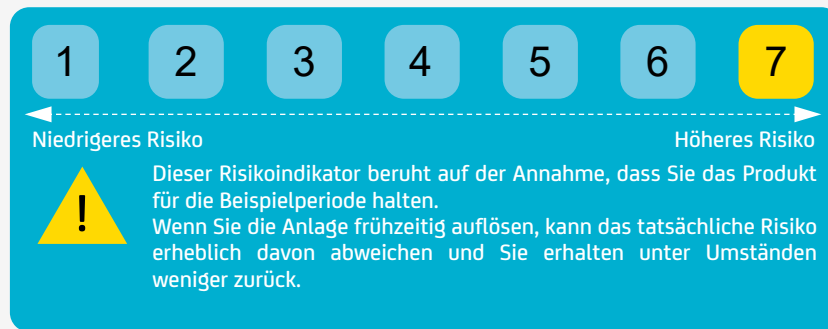 1 2 3 4 5 6 7
Niedrigeres Risiko Höheres Risiko
!
Dieser Risikoindikator beruht auf der Annahme, dass Sie das Produkt
für die Beispielperiode halten.
Wenn Sie die Anlage frühzeitig auflösen, kann das tatsächliche Risiko
erheblich davon abweichen und Sie erhalten unter Umständen
weniger zurück.